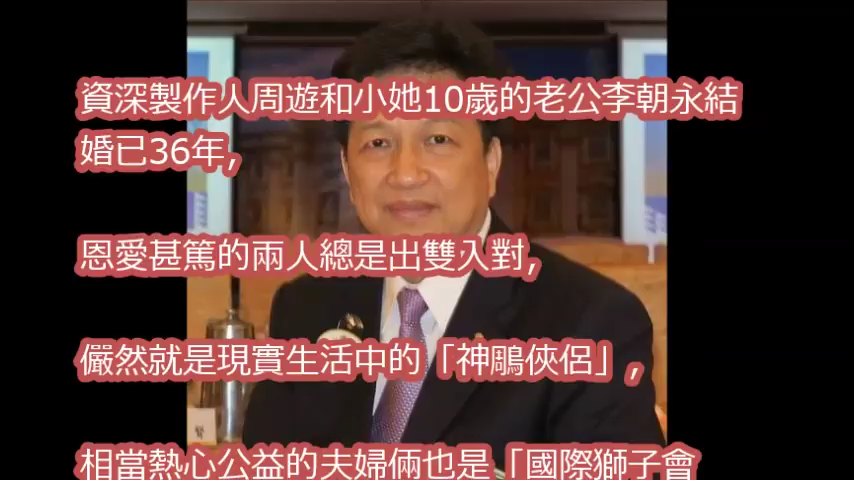 資深製作人周遊和小她10歲的老公李朝永結
婚已36年,
恩愛甚篤的兩人總是出雙入對,
儼然就是現實生活中的「神鵰俠侶」,
相當熱心公益的夫婦倆也是「國際獅子會